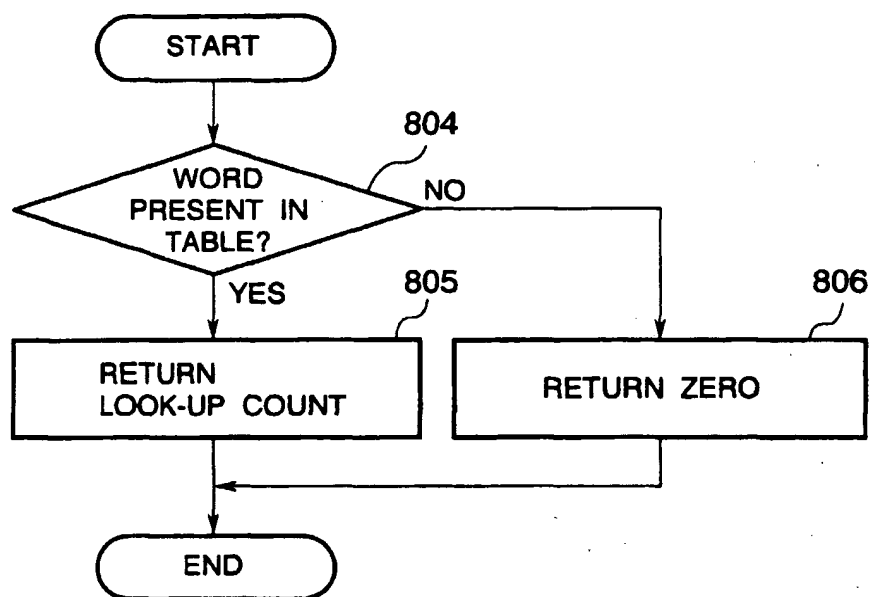 START
804
WORD
PRESENT IN
TABLE?
NO
YES
805
RETURN
LOOK-UP COUNT
806
RETURN ZERO
END